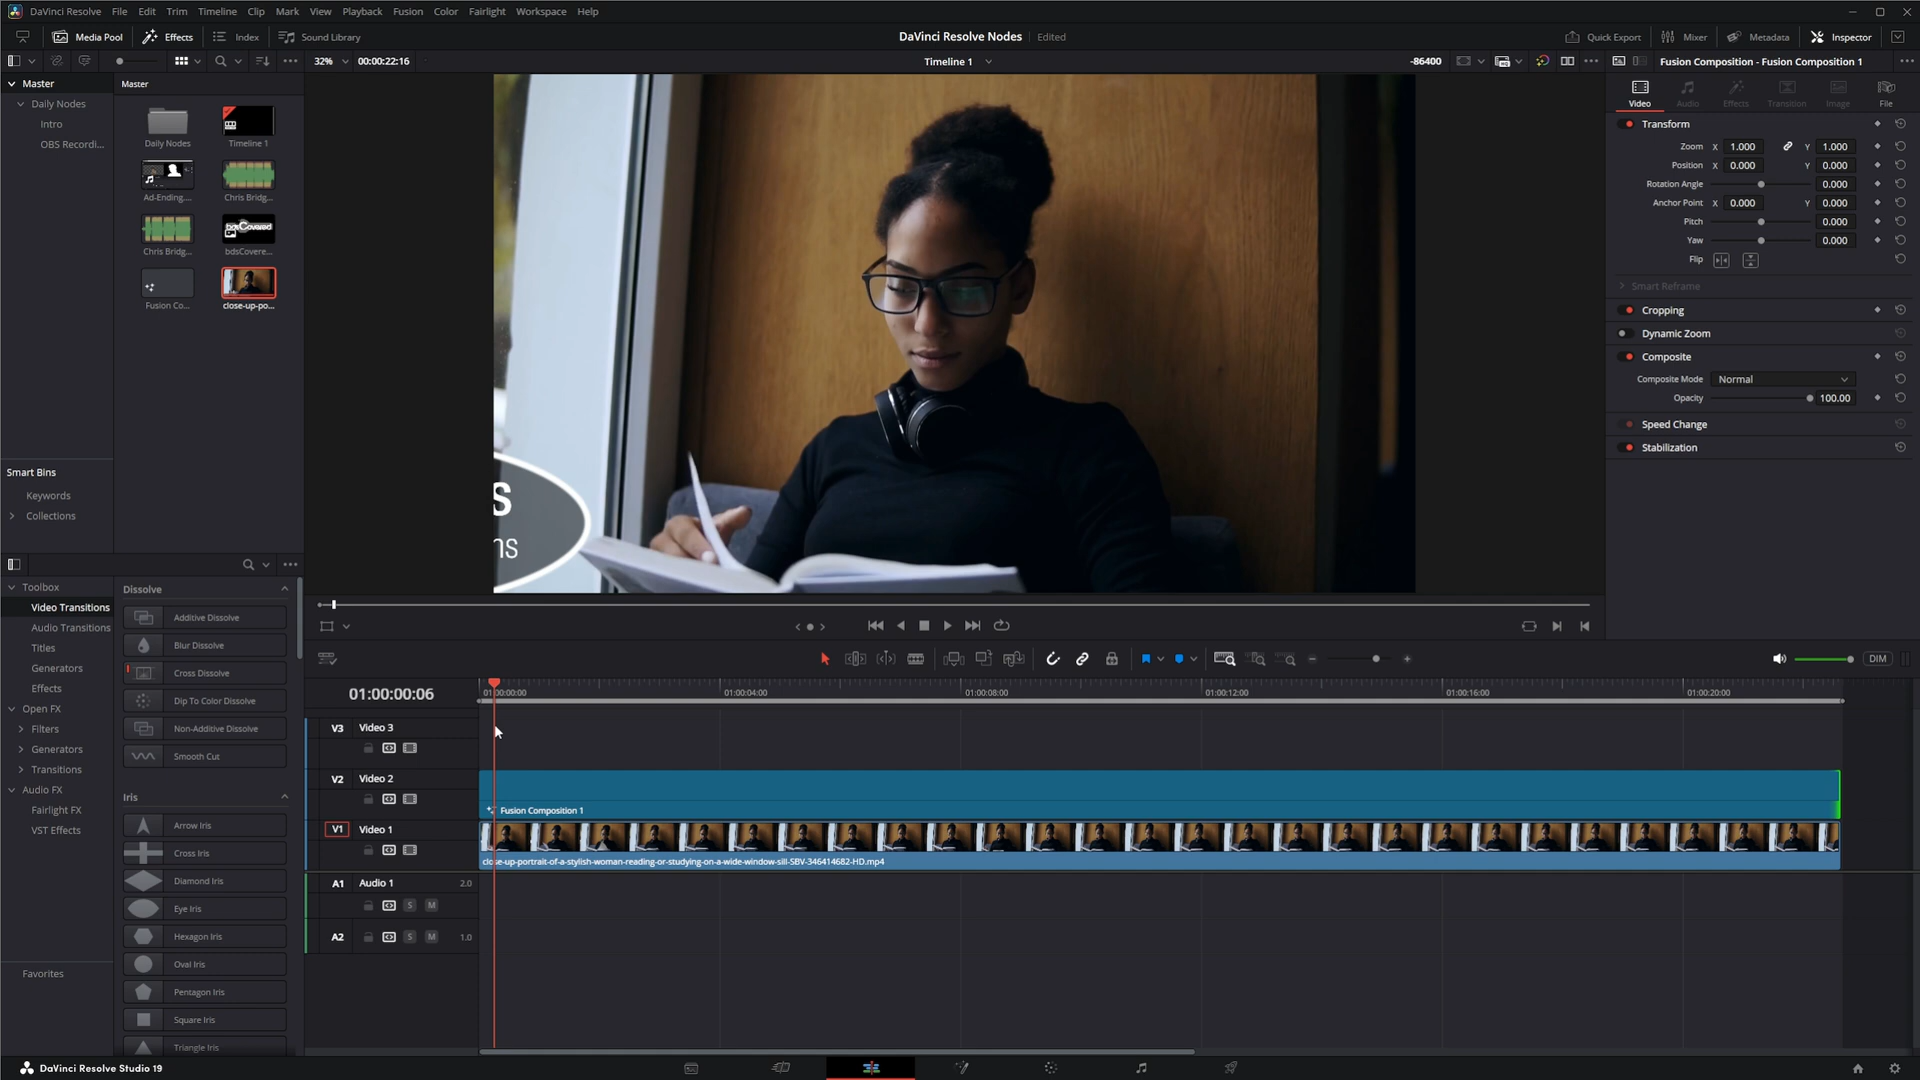 DaVinci Resolve File Edit Trim Timeline Clip Mark View Playback Fusion Color Fairlight Workspace Help
Media Pool Effects Index Sound Library
DaVinci Resolve Nodes Edited
Quick Export Mixer Metadata Inspector
32% 00:00:22:16
Timeline 1
-86400
Fusion Composition - Fusion Composition 1
Master
Daily Nodes
Intro
OBS Recordi...
Master
Daily Nodes Timeline 1
Ad-Ending.... Chris Bridg...
Chris Bridg... bdsCovere...
Fusion Co... close-up-po...
Smart Bins
Keywords
Collections
Video Audio Effects Transition Image File
Transform
Zoom X 1.000 Y 1.000
Position X 0.000 Y 0.000
Rotation Angle 0.000
Anchor Point X 0.000 Y 0.000
Pitch 0.000
Yaw 0.000
Flip
Smart Reframe
Cropping
Dynamic Zoom
Composite
Composite Mode Normal
Opacity 100.00
Speed Change
Stabilization
s
ns
Toolbox
Video Transitions
Audio Transitions
Titles
Generators
Effects
Open FX
Filters
Generators
Transitions
Audio FX
Fairlight FX
VST Effects
Favorites
Dissolve
Additive Dissolve
Blur Dissolve
Cross Dissolve
Dip To Color Dissolve
Non-Additive Dissolve
Smooth Cut
Iris
Arrow Iris
Cross Iris
Diamond Iris
Eye Iris
Hexagon Iris
Oval Iris
Pentagon Iris
Square Iris
Triangle Iris
DIM
01:00:00:06
01:00:00:00 01:00:04:00 01:00:08:00 01:00:12:00 01:00:16:00 01:00:20:00
V3 Video 3
V2 Video 2
Fusion Composition 1
V1 Video 1
close-up-portrait-of-a-stylish-woman-reading-or-studying-on-a-wide-window-sill-SBV-346414682-HD.mp4
A1 Audio 1 2.0
S M
A2 S M 1.0
DaVinci Resolve Studio 19